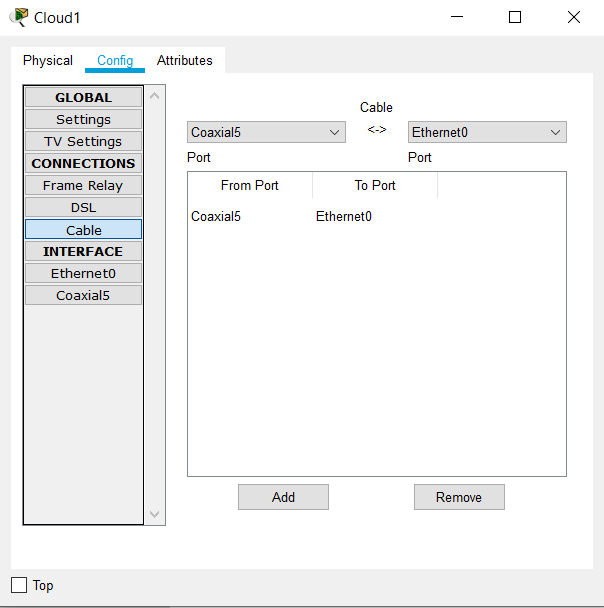 Cloud1
Physical Config Attributes
GLOBAL
Settings
TV Settings
CONNECTIONS
Frame Relay
DSL
Cable
INTERFACE
Ethernet0
Coaxial5
Cable
Coaxial5 <-> Ethernet0
Port Port
From Port To Port
Coaxial5 Ethernet0
Add Remove
Top